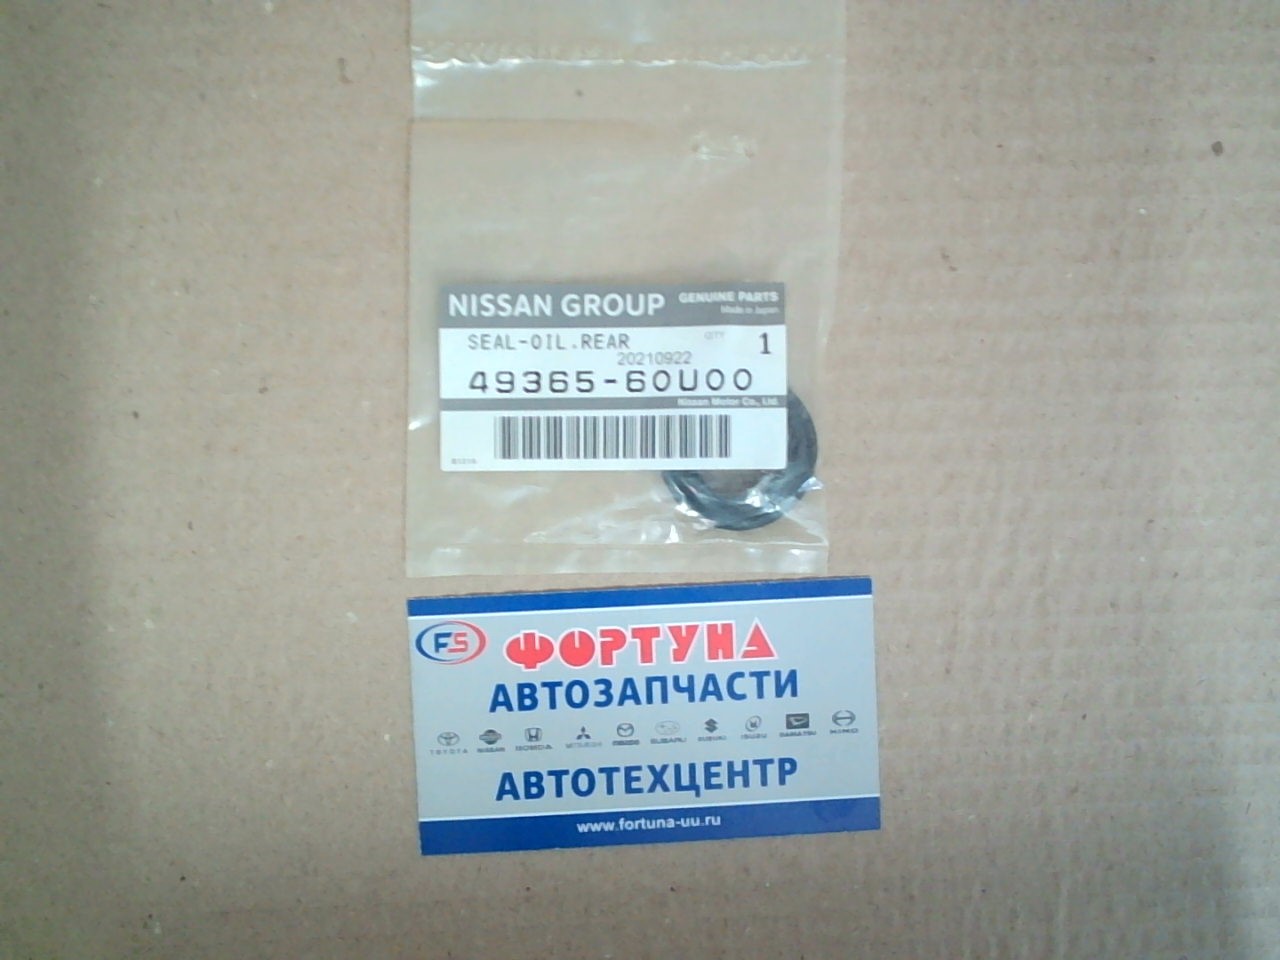 NISSAN GROUP GENUINE PARTS
Made in Japan
SEAL-OIL.REAR QTY 1
20210922
49365-60U00
Nissan Motor Co., Ltd.
FS ФОРТУНА
АВТОЗАПЧАСТИ
TOYOTA NISSAN HONDA MITSUBISHI mazda SUBARU SUZUKI ISUZU DAIHATSU HINO
АВТОТЕХЦЕНТР
www.fortuna-uu.ru